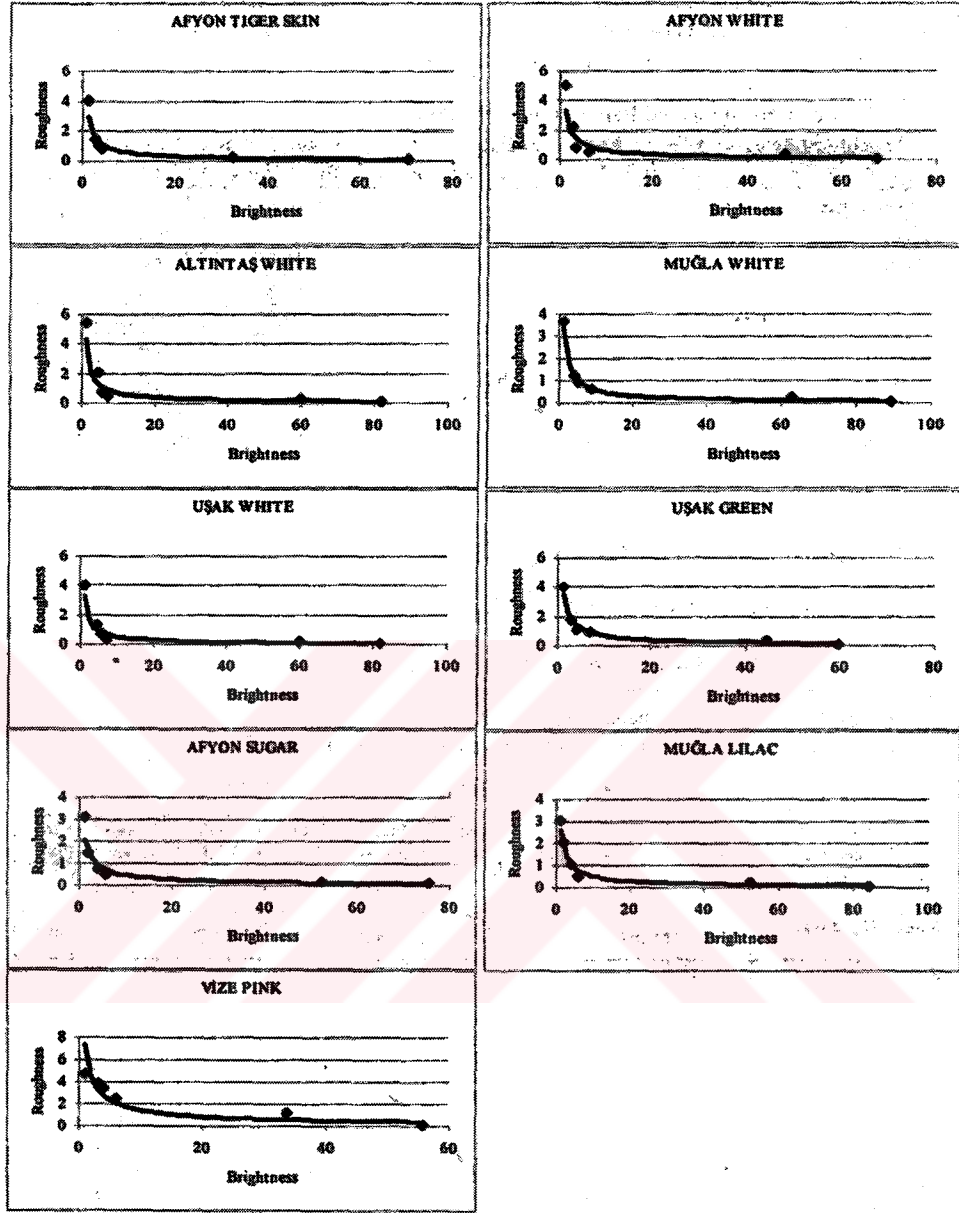 AFYON TIGER SKIN
Roughness
6
4
2
0
0 20 40 60 80
Brightness
AFYON WHITE
Roughness
6
4
2
0
0 20 40 60 80
Brightness
ALTINTAŞ WHITE
Roughness
6
4
2
0
0 20 40 60 80 100
Brightness
MUĞLA WHITE
Roughness
4
3
2
1
0
0 20 40 60 80 100
Brightness
UŞAK WHITE
Roughness
6
4
2
0
0 20 40 60 80 100
Brightness
UŞAK GREEN
Roughness
6
4
2
0
0 20 40 60 80
Brightness
AFYON SUGAR
Roughness
4
3
2
1
0
0 20 40 60 80
Brightness
MUĞLA LILAC
Roughness
4
3
2
1
0
0 20 40 60 80 100
Brightness
VİZE PINK
Roughness
8
6
4
2
0
0 20 40 60
Brightness